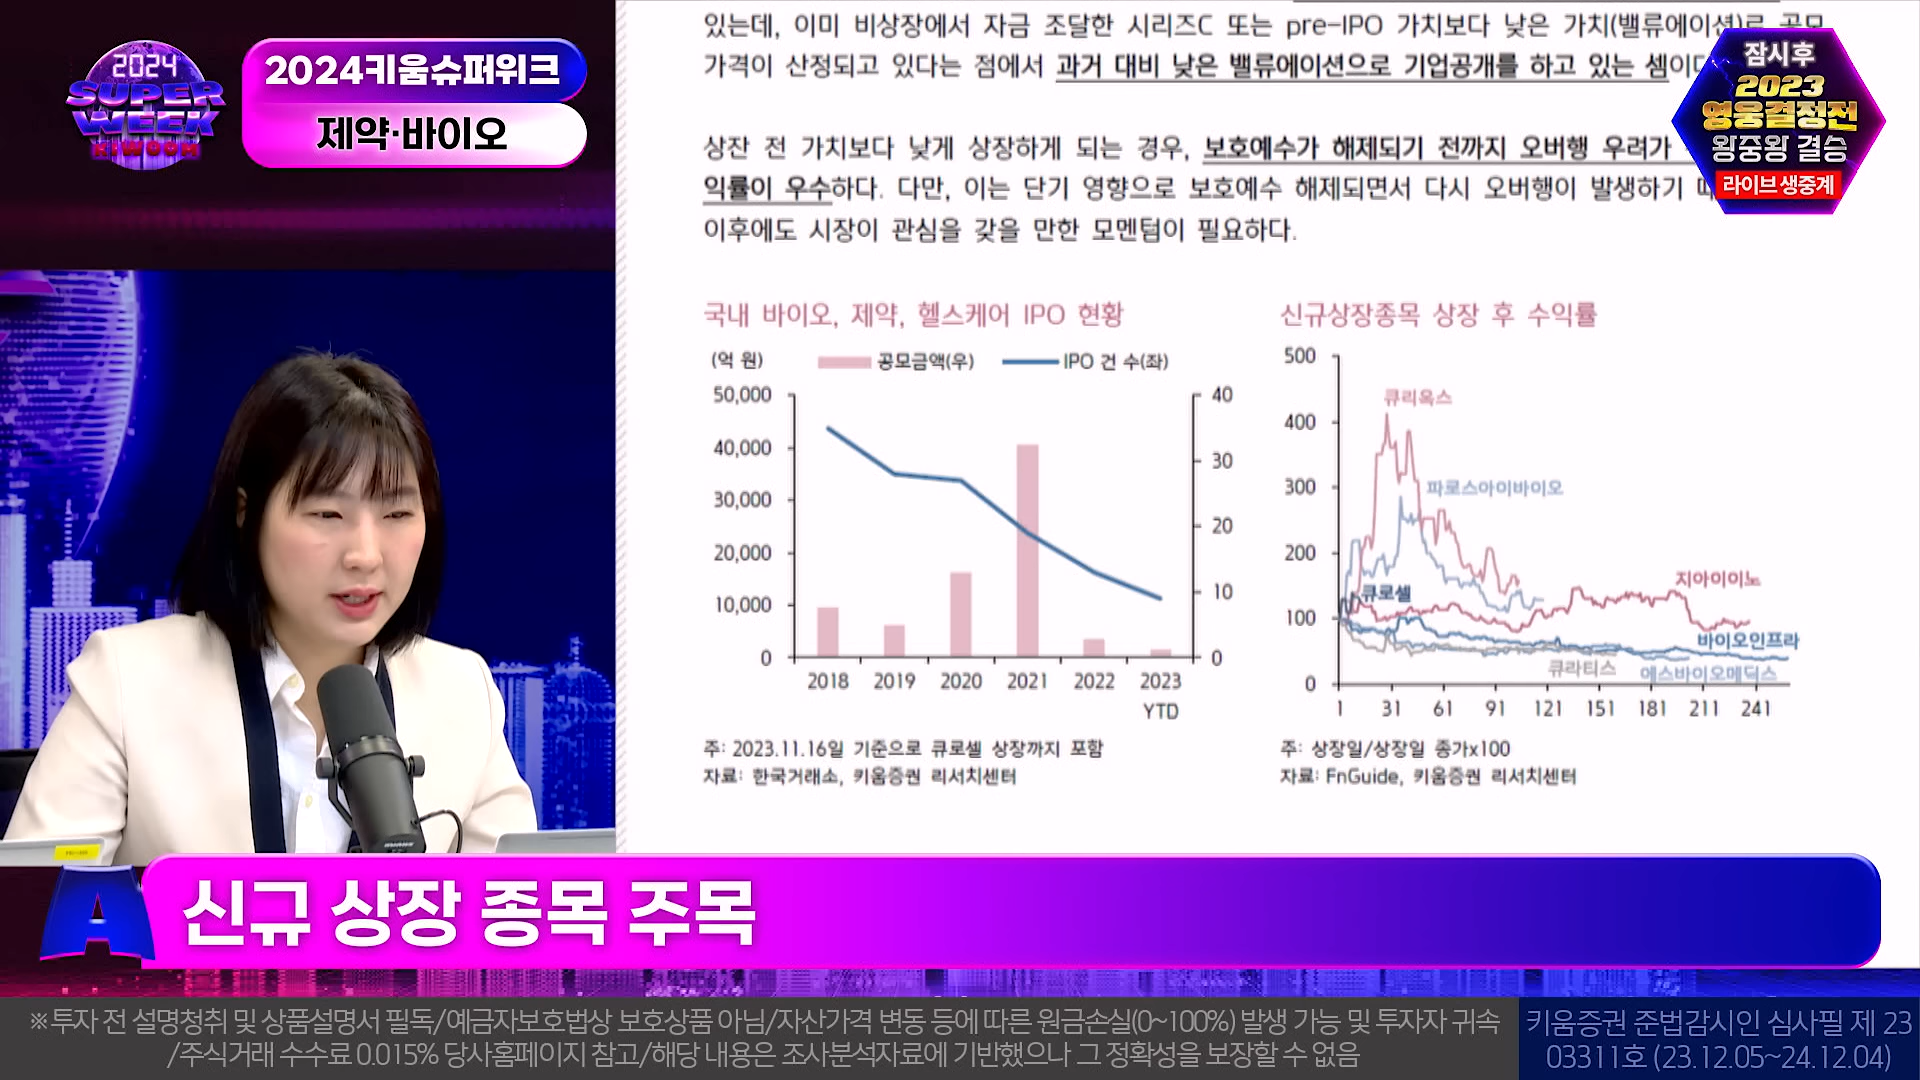 2024
SUPER
WEEK
KIWOOM
2024키움슈퍼위크
제약·바이오
있는데, 이미 비상장에서 자금 조달한 시리즈C 또는 pre-IPO 가치보다 낮은 가치(밸류에이션)로 공모
가격이 산정되고 있다는 점에서 과거 대비 낮은 밸류에이션으로 기업공개를 하고 있는 셈이다
상잔 전 가치보다 낮게 상장하게 되는 경우, 보호예수가 해제되기 전까지 오버행 우려가
익률이 우수하다. 다만, 이는 단기 영향으로 보호예수 해제되면서 다시 오버행이 발생하기
이후에도 시장이 관심을 갖을 만한 모멘텀이 필요하다.
잠시후
2023
영웅결정전
왕중왕 결승
라이브 생중계
국내 바이오, 제약, 헬스케어 IPO 현황
(억 원)
공모금액(우)
IPO 건 수(좌)
50,000
40,000
30,000
20,000
10,000
0
40
30
20
10
0
2018 2019 2020 2021 2022 2023
YTD
주: 2023.11.16일 기준으로 큐로셀 상장까지 포함
자료: 한국거래소, 키움증권 리서치센터
신규상장종목 상장 후 수익률
500
400
300
200
100
0
큐리옥스
파로스아이바이오
큐로셀
지아이이노
바이오인프라
큐라티스
에스바이오메딕스
1 31 61 91 121 151 181 211 241
주: 상장일/상장일 종가x100
자료: FnGuide, 키움증권 리서치센터
A
신규 상장 종목 주목
※투자 전 설명청취 및 상품설명서 필독/예금자보호법상 보호상품 아님/자산가격 변동 등에 따른 원금손실(0~100%) 발생 가능 및 투자자 귀속
/주식거래 수수료 0.015% 당사홈페이지 참고/해당 내용은 조사분석자료에 기반했으나 그 정확성을 보장할 수 없음
키움증권 준법감시인 심사필 제 23
03311호 (23.12.05~24.12.04)